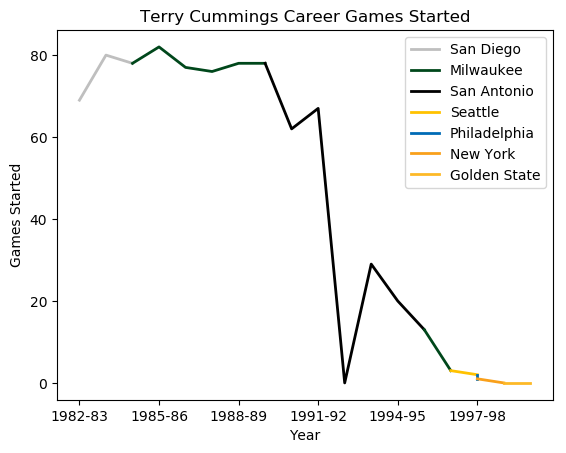 Terry Cummings Career Games Started
San Diego
Milwaukee
San Antonio
Seattle
Philadelphia
New York
Golden State
Games Started
80
60
40
20
0
1982-83 1985-86 1988-89 1991-92 1994-95 1997-98
Year